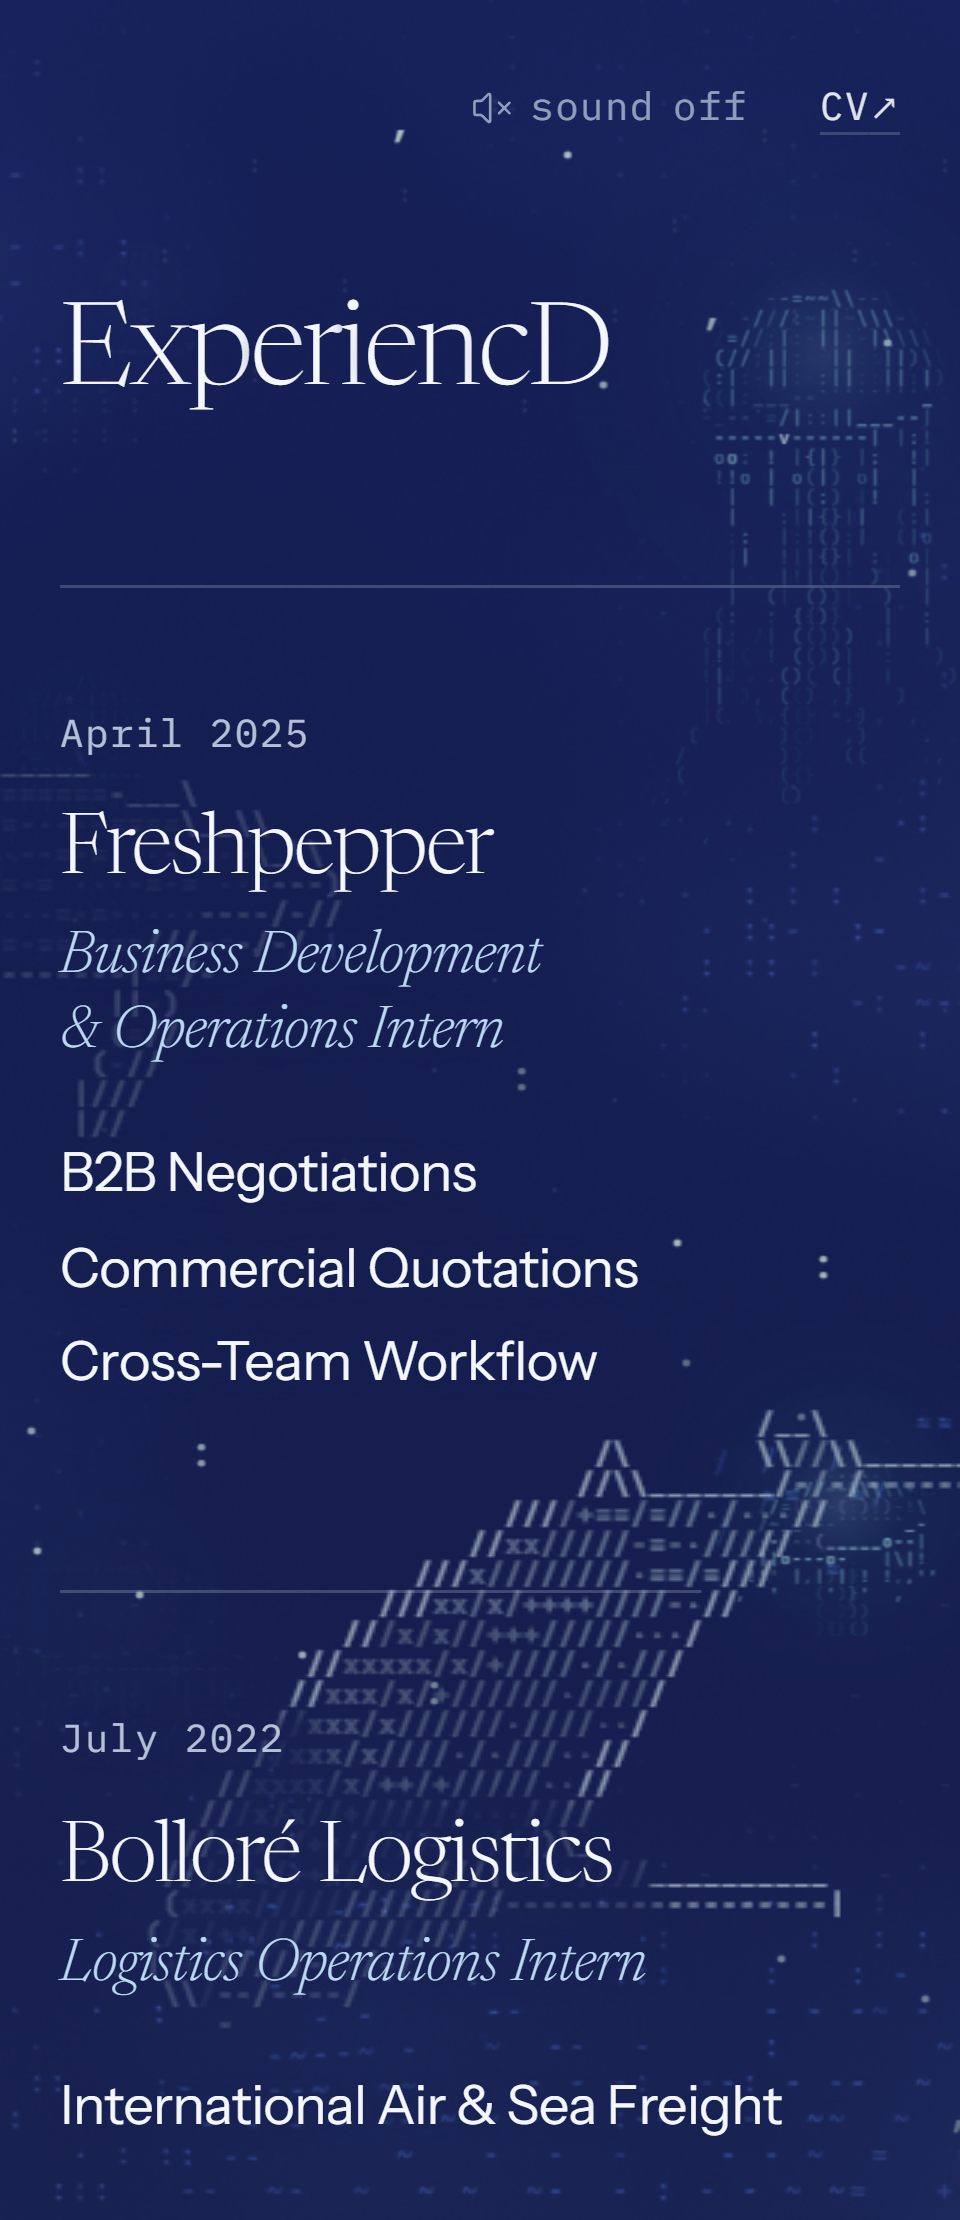 sound off CV↗
ExperiencD
April 2025
Freshpepper
Business Development
& Operations Intern
B2B Negotiations
Commercial Quotations
Cross-Team Workflow
July 2022
Bolloré Logistics
Logistics Operations Intern
International Air & Sea Freight